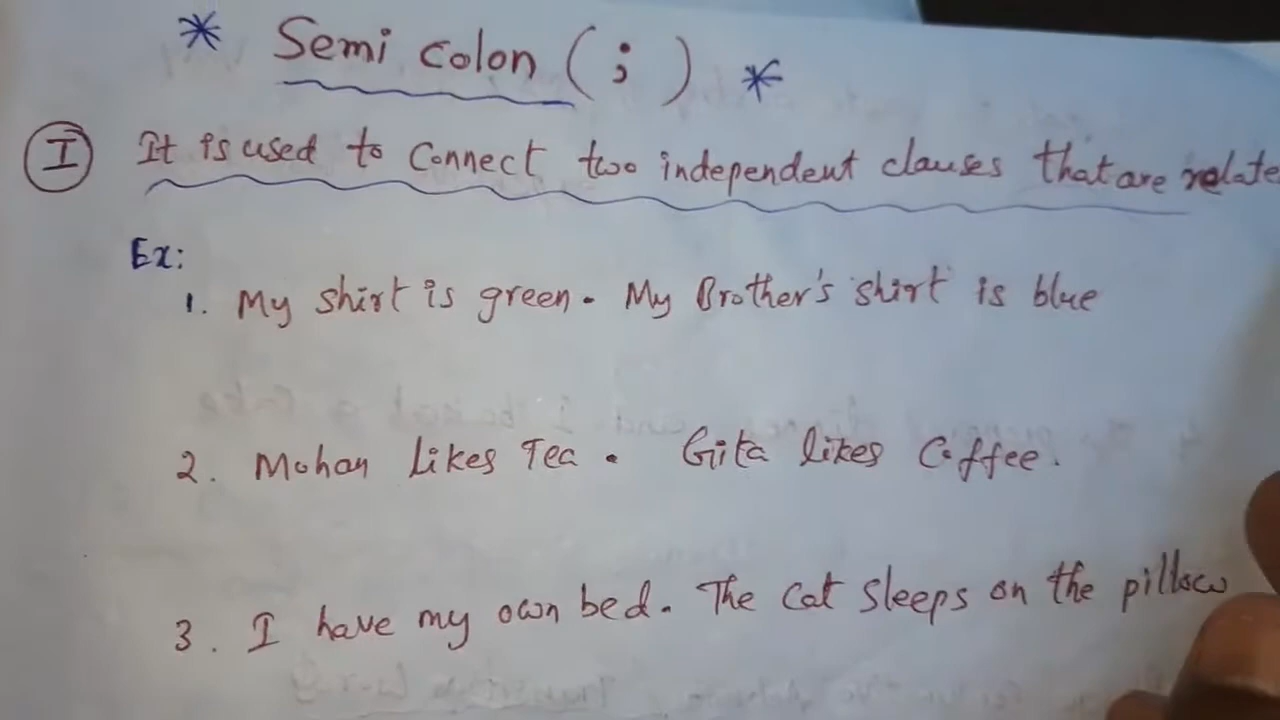 * Semi colon ( ; ) *
I It is used to connect two independent clauses that are relate
Ex:
1. My shirt is green. My Brother's shirt is blue
2. Mohan likes Tea. Gita likes Coffee.
3. I have my own bed. The Cat sleeps on the pillow